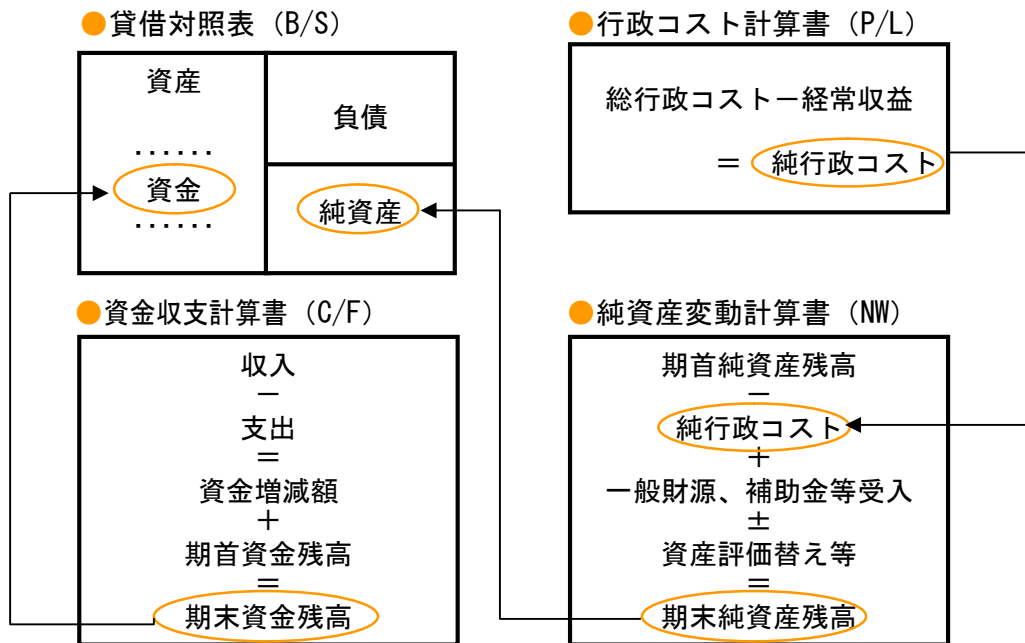 ●貸借対照表（B/S）
資産
‥‥‥
資金
‥‥‥
負債
純資産
●行政コスト計算書（P/L）
総行政コスト－経常収益
＝ 純行政コスト
●資金収支計算書（C/F）
収入
－
支出
＝
資金増減額
＋
期首資金残高
＝
期末資金残高
●純資産変動計算書（NW）
期首純資産残高
－
純行政コスト
＋
一般財源、補助金等受入
±
資産評価替え等
＝
期末純資産残高